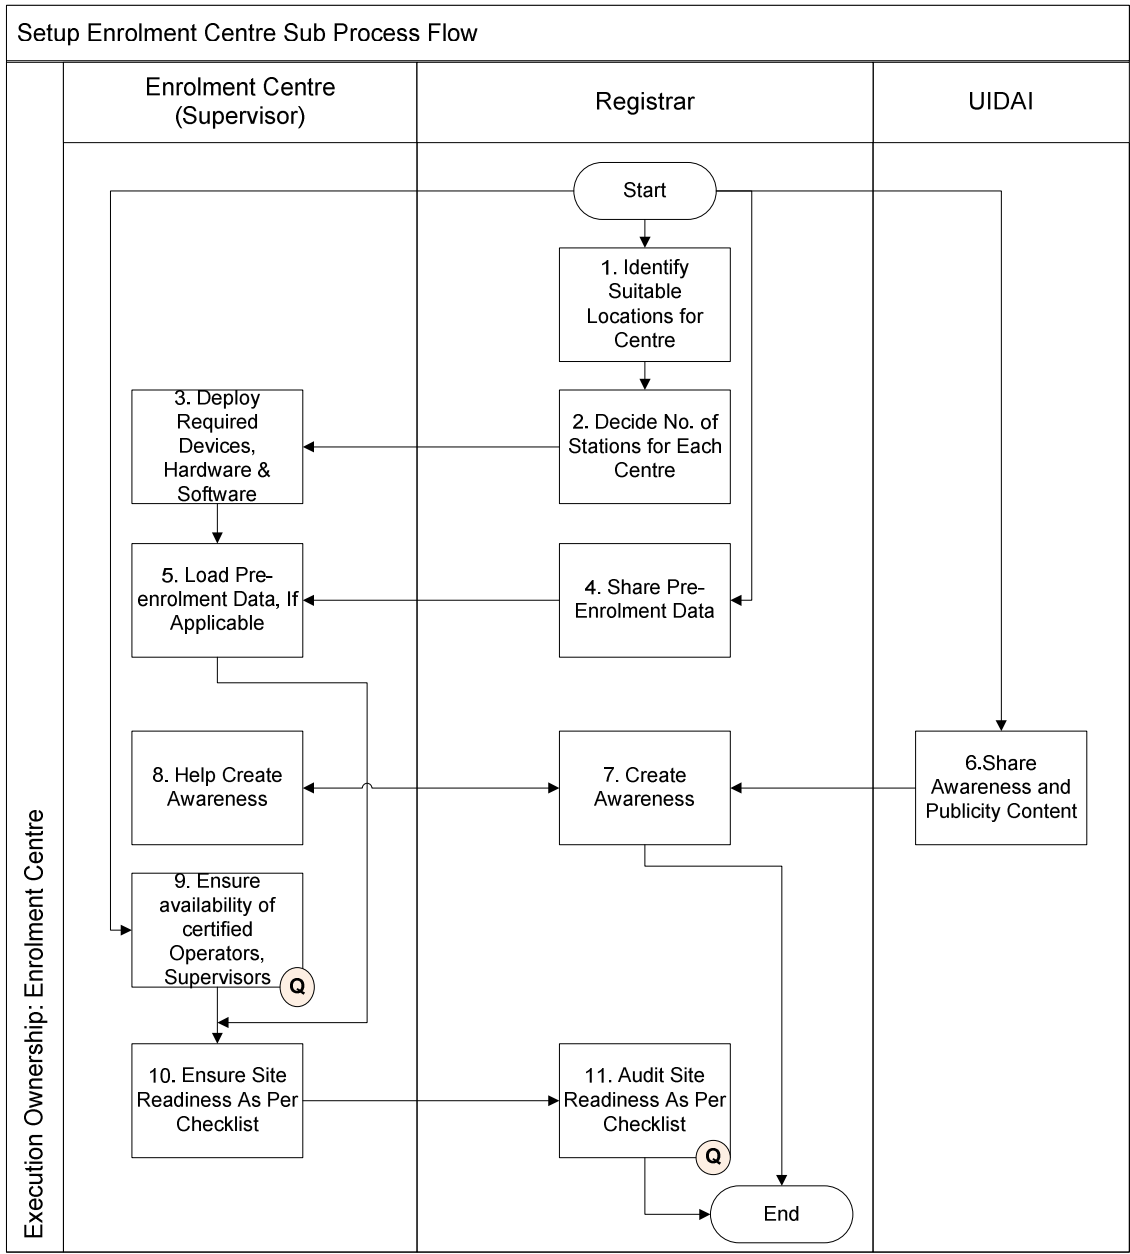 Setup Enrolment Centre Sub Process Flow
Enrolment Centre
(Supervisor)
Registrar
UIDAI
Start
1. Identify
Suitable
Locations for
Centre
3. Deploy
Required
Devices,
Hardware &
Software
2. Decide No. of
Stations for Each
Centre
5. Load Pre-
enrolment Data, If
Applicable
4. Share Pre-
Enrolment Data
8. Help Create
Awareness
7. Create
Awareness
6.Share
Awareness and
Publicity Content
9. Ensure
availability of
certified
Operators,
Supervisors
Q
10. Ensure Site
Readiness As Per
Checklist
11. Audit Site
Readiness As Per
Checklist
Q
End
Execution Ownership: Enrolment Centre